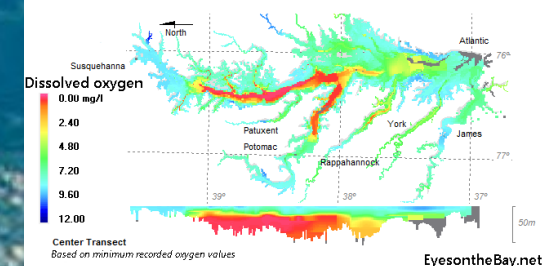 North
Atlantic
Susquehanna
76°
Dissolved oxygen
0.00 mg/l
2.40
4.80
7.20
9.60
12.00
Patuxent
Potomac
Rappahannock
York
James
77°
39°
38°
37°
50m
Center Transect
Based on minimum recorded oxygen values
EyesontheBay.net